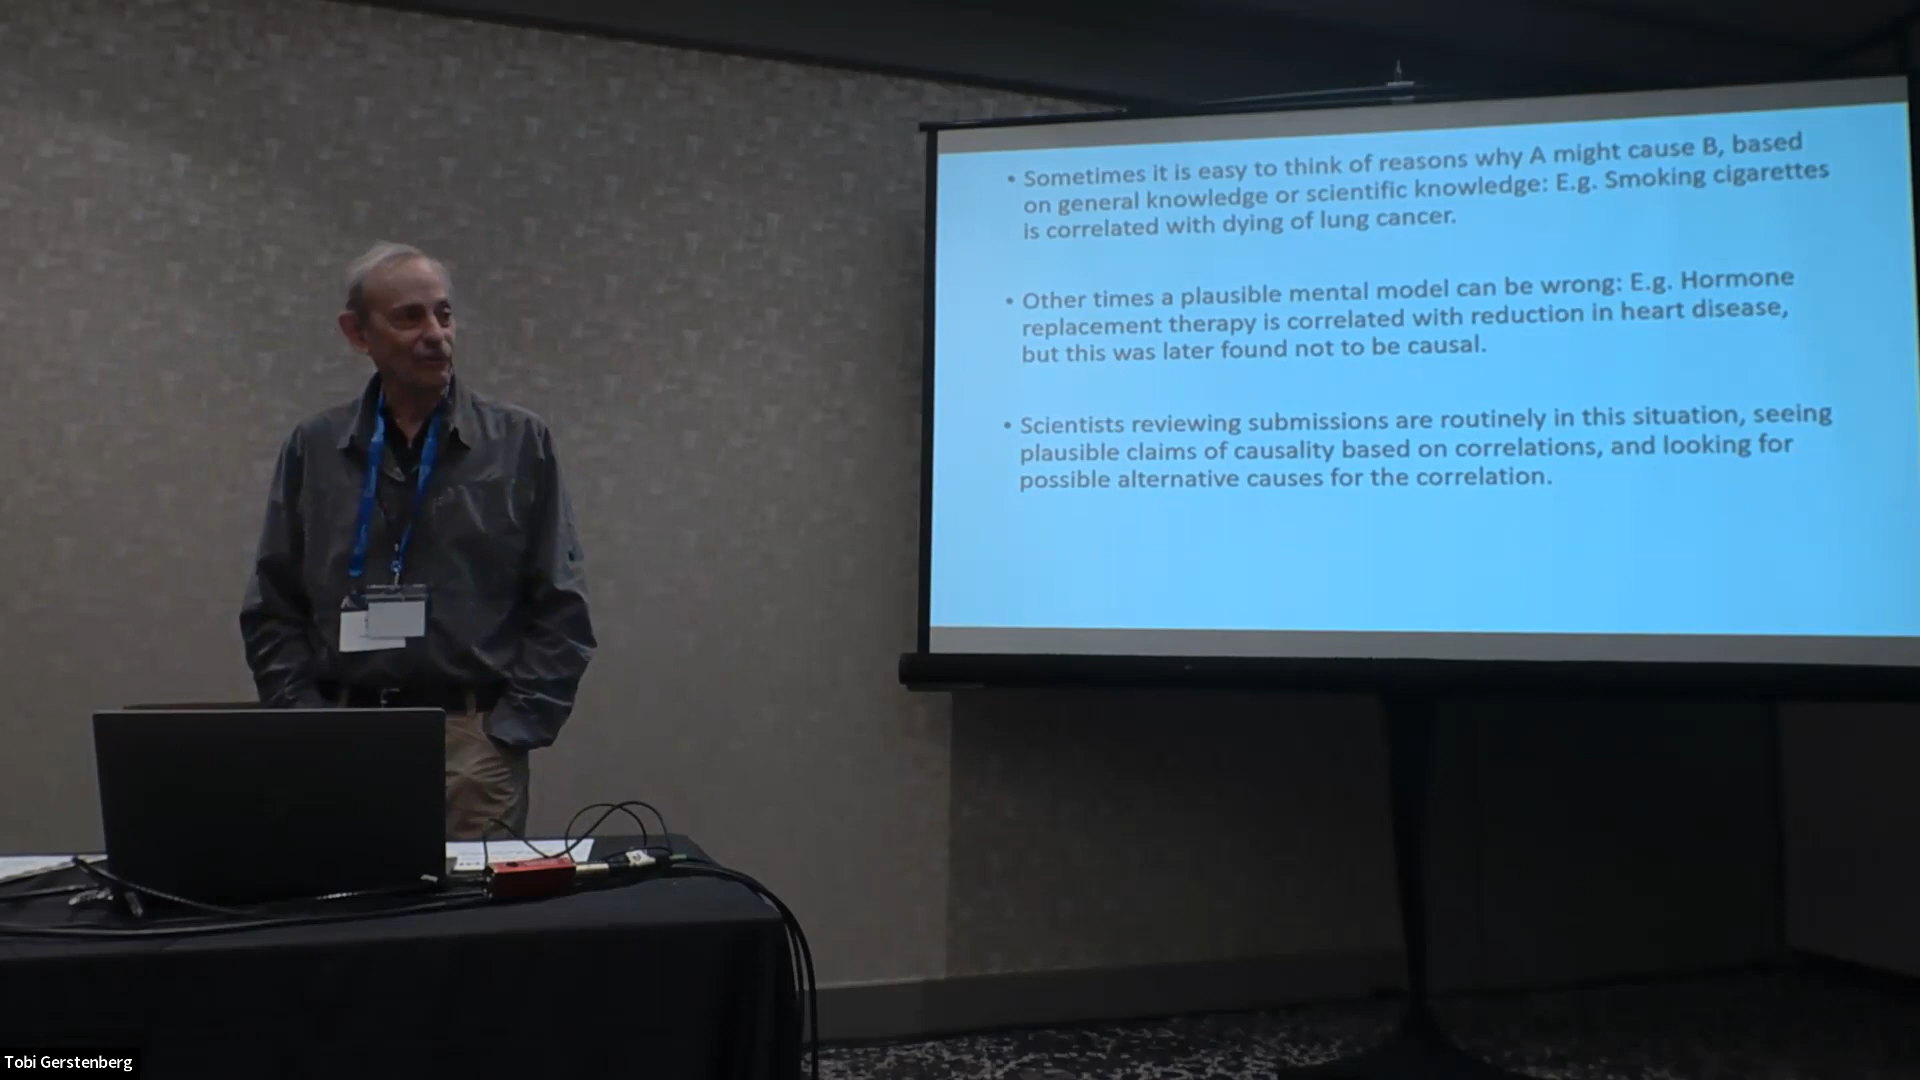 • Sometimes it is easy to think of reasons why A might cause B, based
on general knowledge or scientific knowledge: E.g. Smoking cigarettes
is correlated with dying of lung cancer.
• Other times a plausible mental model can be wrong: E.g. Hormone
replacement therapy is correlated with reduction in heart disease,
but this was later found not to be causal.
• Scientists reviewing submissions are routinely in this situation, seeing
plausible claims of causality based on correlations, and looking for
possible alternative causes for the correlation.
Tobi Gerstenberg